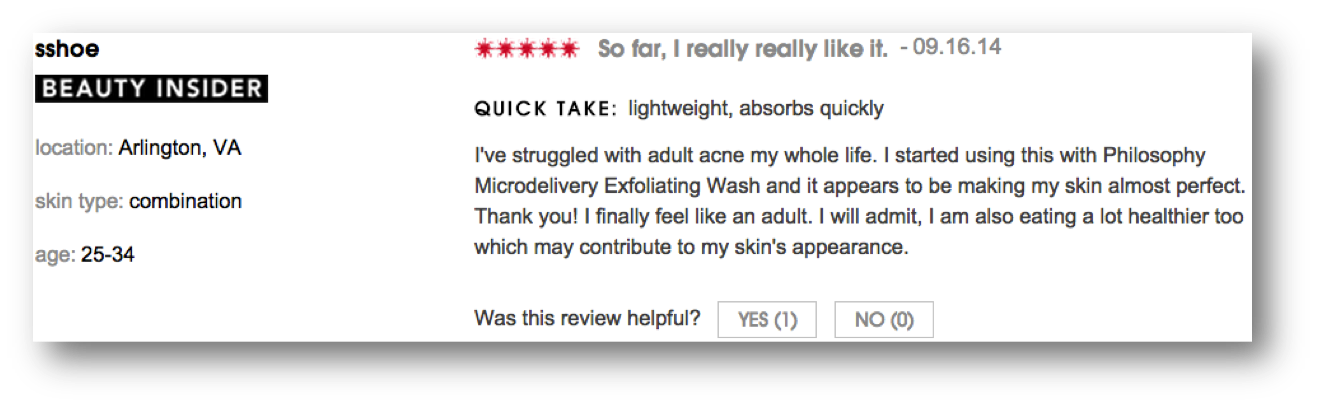 sshoe
BEAUTY INSIDER
location: Arlington, VA
skin type: combination
age: 25-34
So far, I really really like it. - 09.16.14
QUICK TAKE: lightweight, absorbs quickly
I've struggled with adult acne my whole life. I started using this with Philosophy
Microdelivery Exfoliating Wash and it appears to be making my skin almost perfect.
Thank you! I finally feel like an adult. I will admit, I am also eating a lot healthier too
which may contribute to my skin's appearance.
Was this review helpful? YES (1) NO (0)